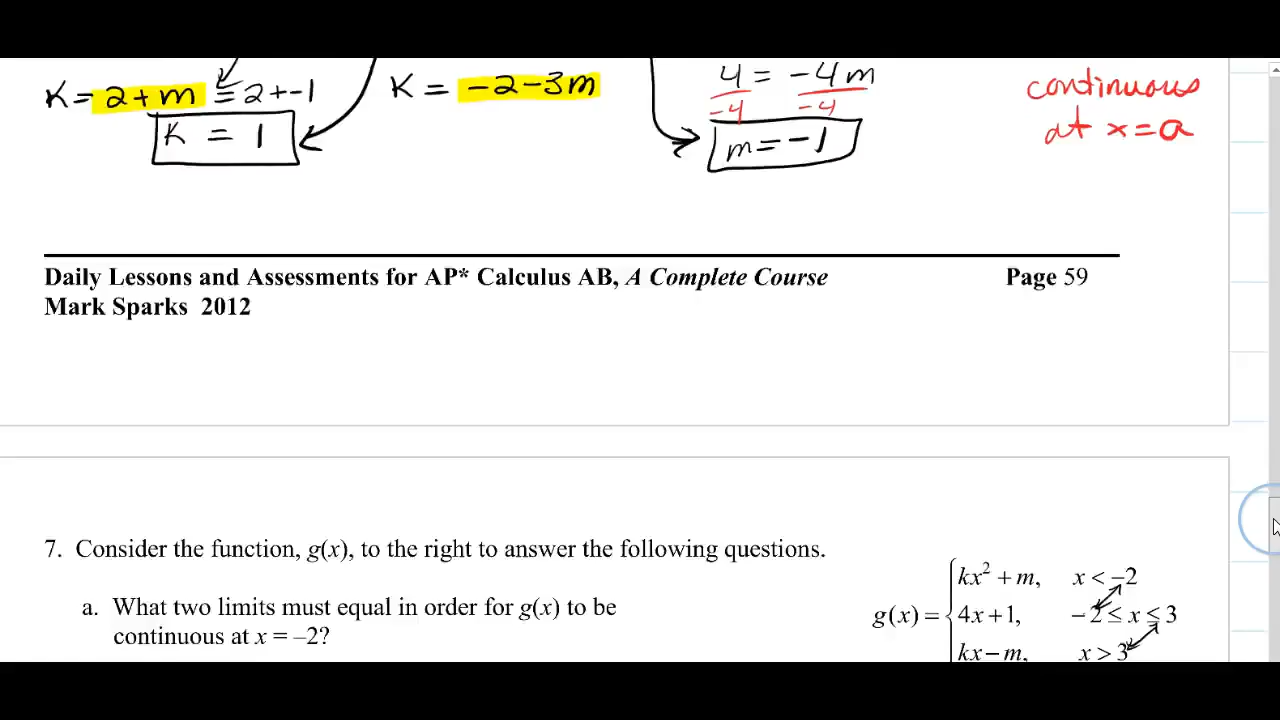 K = 2 + m = 2 + -1
K = 1
K = -2 - 3m
4 = -4m
-4 -4
m = -1
continuous
at x = a
Daily Lessons and Assessments for AP* Calculus AB, A Complete Course Page 59
Mark Sparks 2012
7. Consider the function, g(x), to the right to answer the following questions.
a. What two limits must equal in order for g(x) to be
continuous at x = –2?
g(x) = { kx² + m, x < –2
4x + 1, –2 ≤ x ≤ 3
kx – m, x > 3